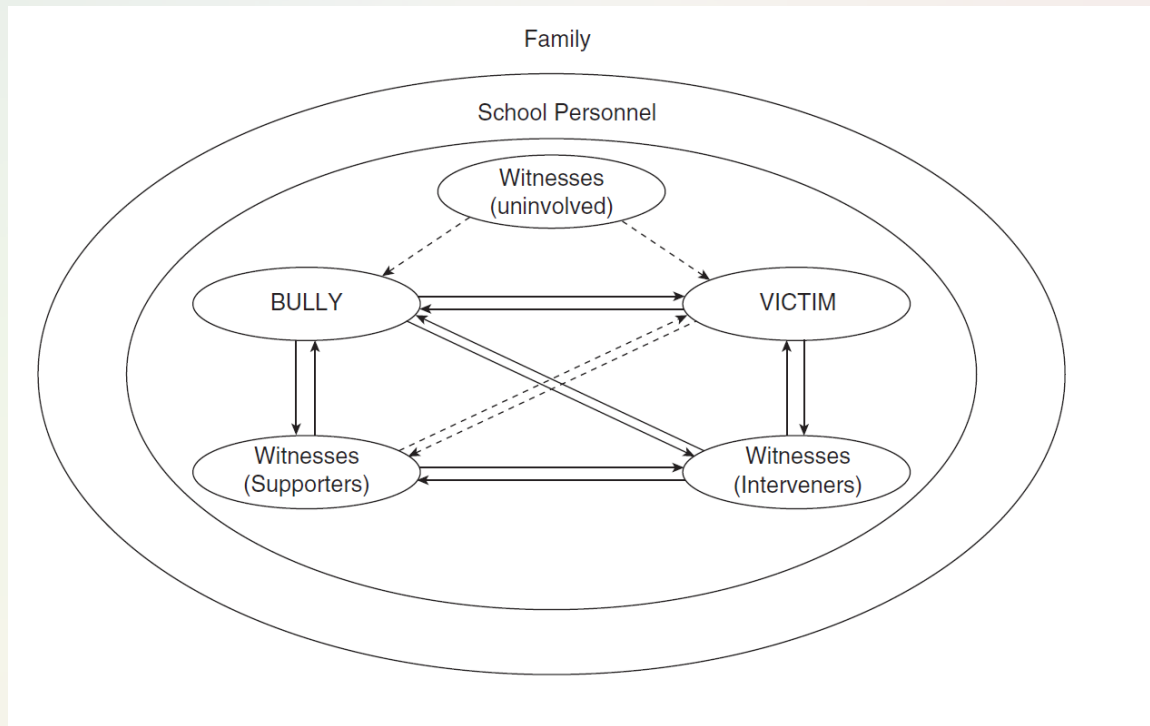 Family
School Personnel
Witnesses
(uninvolved)
BULLY
VICTIM
Witnesses
(Supporters)
Witnesses
(Interveners)